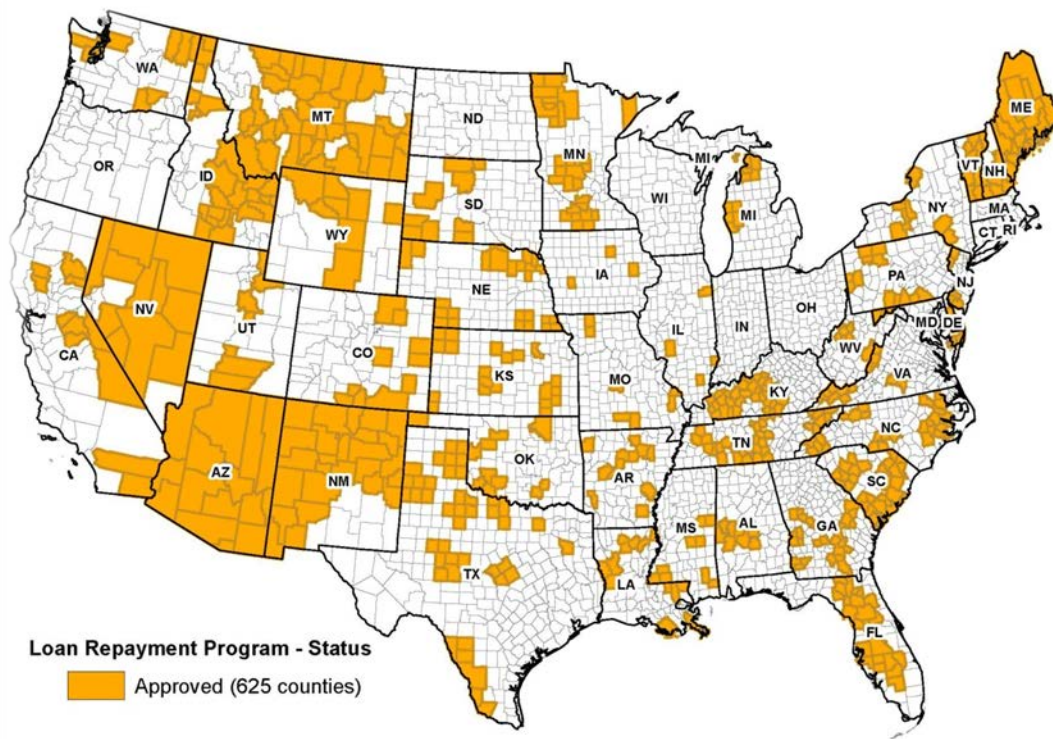 WA
MT
ND
ME
OR
ID
MN
MI
VT
NH
SD
WI
MI
NY
MA
CT
RI
WY
IA
PA
NJ
NE
NV
UT
IL
IN
OH
MD
DE
CA
CO
WV
KS
MO
KY
VA
AZ
NM
OK
TN
NC
AR
SC
MS
AL
GA
TX
LA
FL
Loan Repayment Program - Status
Approved (625 counties)